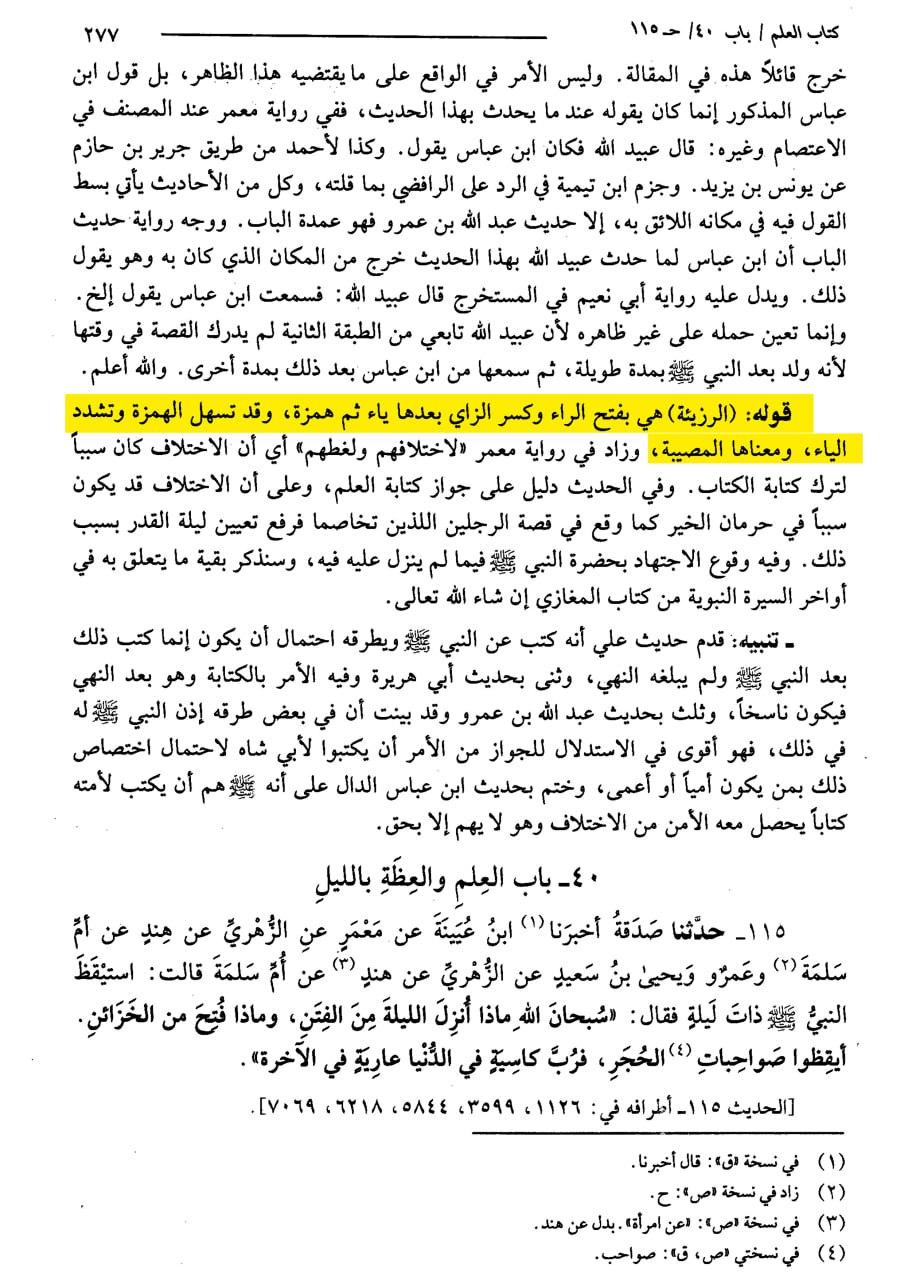 كتاب العلم / باب ٤٠/ حـ ١١٥ ٢٧٧
خرج قائلاً هذه في المقالة. وليس الأمر في الواقع على ما يقتضيه هذا الظاهر، بل قول ابن
عباس المذكور إنما كان يقوله عند ما يحدث بهذا الحديث، ففي رواية معمر عند المصنف في
الاعتصام وغيره: قال عبيد الله فكان ابن عباس يقول. وكذا لأحمد من طريق جرير بن حازم
عن يونس بن يزيد. وجزم ابن تيمية في الرد على الرافضي بما قلته، وكل من الأحاديث يأتي بسط
القول فيه في مكانه اللائق به، إلا حديث عبد الله بن عمرو فهو عمدة الباب. ووجه رواية حديث
الباب أن ابن عباس لما حدث عبيد الله بهذا الحديث خرج من المكان الذي كان به وهو يقول
ذلك. ويدل عليه رواية أبي نعيم في المستخرج قال عبيد الله: فسمعت ابن عباس يقول إلخ.
وإنما تعين حمله على غير ظاهره لأن عبيد الله تابعي من الطبقة الثانية لم يدرك القصة في وقتها
لأنه ولد بعد النبي ﷺ بمدة طويلة، ثم سمعها من ابن عباس بعد ذلك بمدة أخرى. والله أعلم.
قوله: (الرزيئة) هي بفتح الراء وكسر الزاي بعدها ياء ثم همزة، وقد تسهل الهمزة وتشدد
الياء، ومعناها المصيبة، وزاد في رواية معمر «لاختلافهم ولغطهم» أي أن الاختلاف كان سبباً
لترك كتابة الكتاب. وفي الحديث دليل على جواز كتابة العلم، وعلى أن الاختلاف قد يكون
سبباً في حرمان الخير كما وقع في قصة الرجلين اللذين تخاصما فرفع تعيين ليلة القدر بسبب
ذلك. وفيه وقوع الاجتهاد بحضرة النبي ﷺ فيما لم ينزل عليه فيه، وسنذكر بقية ما يتعلق به في
أواخر السيرة النبوية من كتاب المغازي إن شاء الله تعالى.
ـ تنبيه: قدم حديث علي أنه كتب عن النبي ﷺ ويطرقه احتمال أن يكون إنما كتب ذلك
بعد النبي ﷺ ولم يبلغه النهي، وثنى بحديث أبي هريرة وفيه الأمر بالكتابة وهو بعد النهي
فيكون ناسخاً، وثلث بحديث عبد الله بن عمرو وقد بينت أن في بعض طرقه إذن النبي ﷺ له
في ذلك، فهو أقوى في الاستدلال للجواز من الأمر أن يكتبوا لأبي شاه لاحتمال اختصاص
ذلك بمن يكون أمياً أو أعمى، وختم بحديث ابن عباس الدال على أنه ﷺ هم أن يكتب لأمته
كتاباً يحصل معه الأمن من الاختلاف وهو لا يهم إلا بحق.
٤٠ـ باب العِلمِ والعِظَةِ بالليلِ
١١٥ـ حدَّثنا صَدَقةُ أخبرَنا (١) ابنُ عُيَينَةَ عن مَعْمَرٍ عنِ الزُّهْريِّ عن هِندٍ عن أمِّ
سَلمَةَ (٢) وعَمرٌو وَيحيىٰ بنُ سَعيدٍ عن الزُّهْريِّ عن هندٍ (٣) عن أُمِّ سَلمَةَ قالت: استَيْقَظَ
النبيُّ ﷺ ذاتَ لَيلةٍ فقال: «سُبحانَ اللهِ ماذا أُنزِلَ الليلةَ مِنَ الفِتَنِ، وماذا فُتِحَ من الخَزَائنِ.
أيقِظوا صَواحِباتِ (٤) الحُجَرِ، فرُبَّ كاسِيَةٍ في الدُّنْيا عارِيَةٍ في الآخرة».
[الحديث ١١٥ـ أطرافه في: ١١٢٦، ٣٥٩٩، ٥٨٤٤، ٦٢١٨، ٧٠٦٩].
(١) في نسخة «ق»: قال أخبرنا.
(٢) زاد في نسخة «ص»: ح.
(٣) في نسخة «ص»: «عن امرأة». بدل عن هند.
(٤) في نسختي «ص، ق»: صواحب.